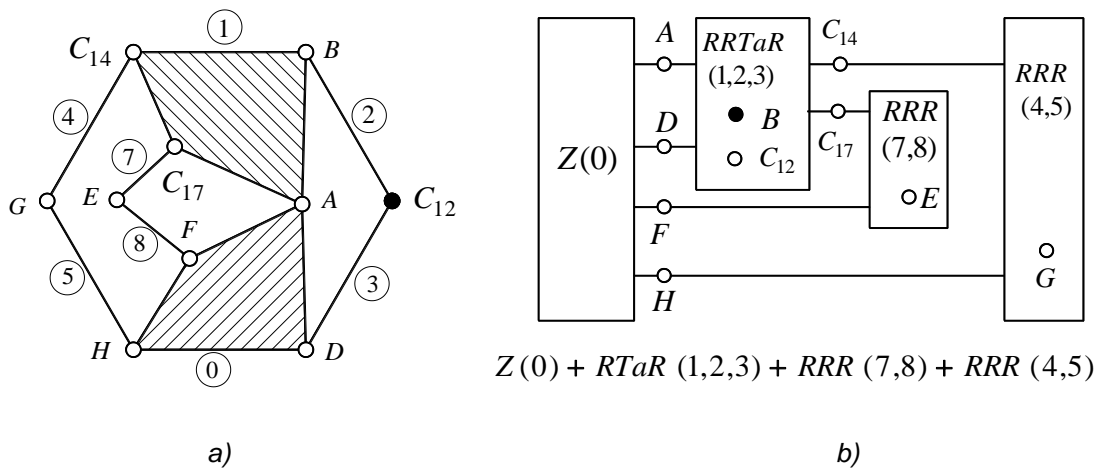 1
C14
B
4
2
7
C17
G
E
A
C12
F
8
5
3
H
0
D
a)
Z(0)
A
D
F
H
RRTaR
(1,2,3)
B
C12
C14
C17
RRR
(7,8)
E
RRR
(4,5)
G
Z(0) + RTaR (1,2,3) + RRR (7,8) + RRR (4,5)
b)